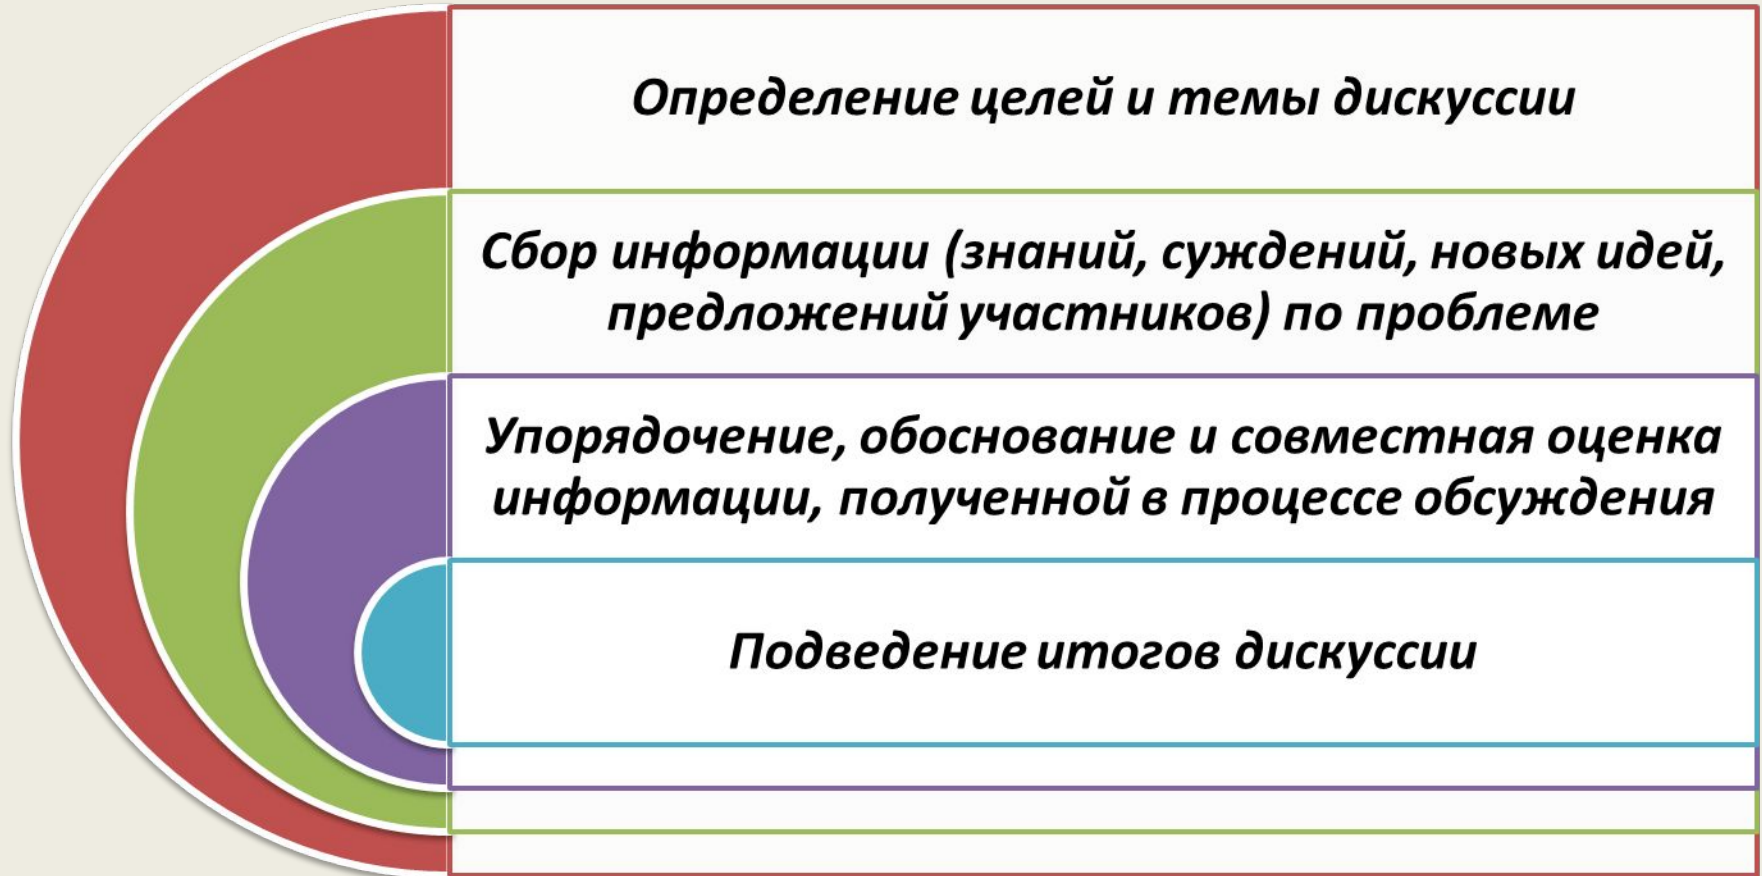 Определение целей и темы дискуссии
Сбор информации (знаний, суждений, новых идей,
предложений участников) по проблеме
Упорядочение, обоснование и совместная оценка
информации, полученной в процессе обсуждения
Подведение итогов дискуссии